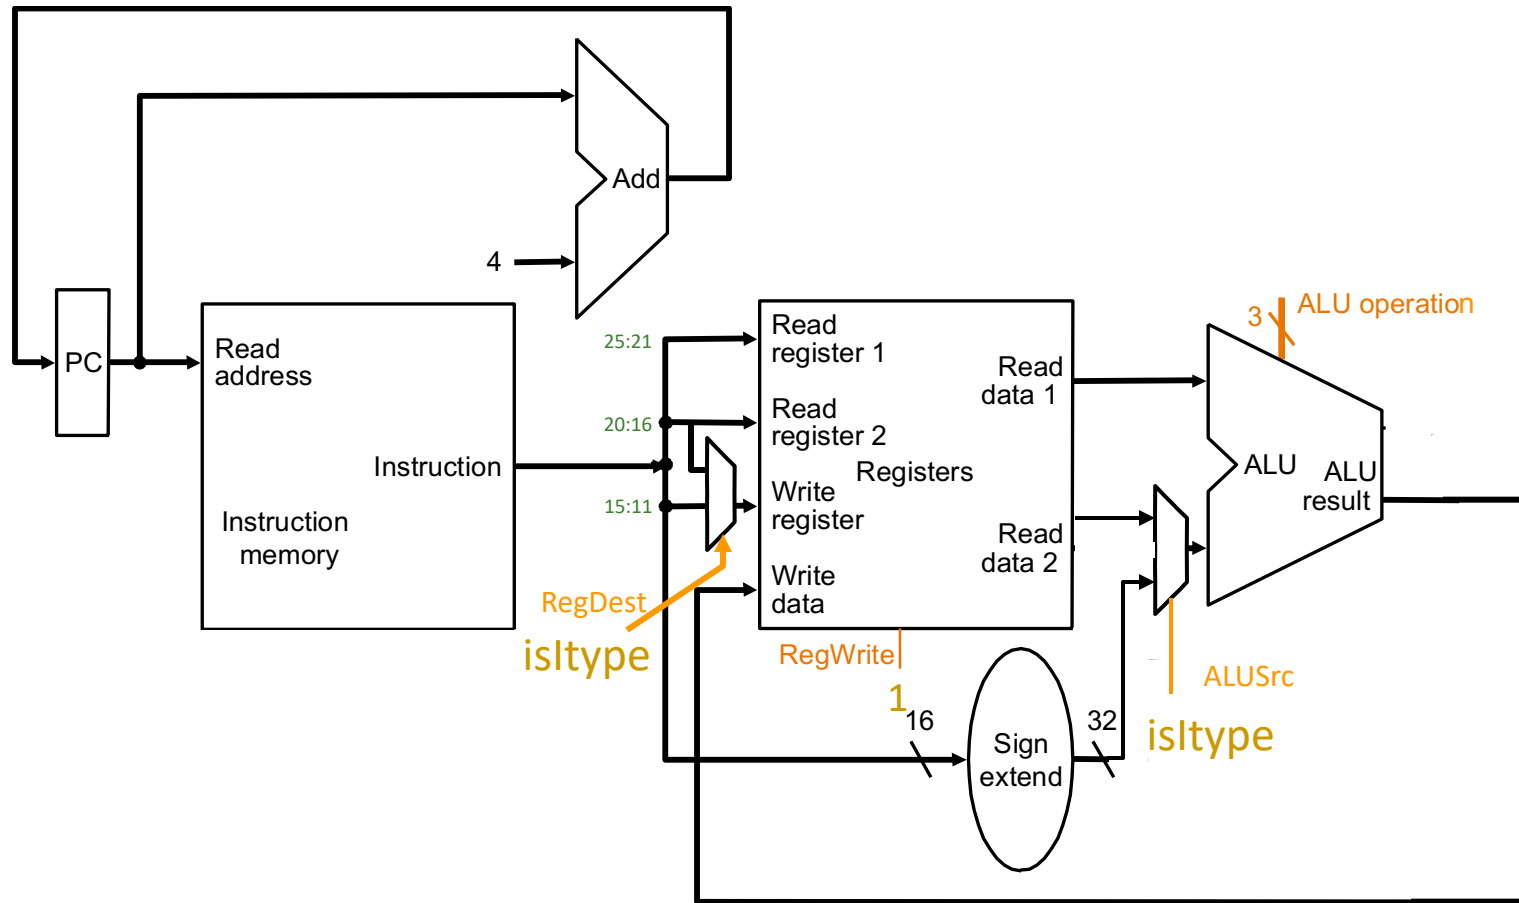 Add
4
PC
Read
address
Instruction
Instruction
memory
25:21
20:16
15:11
Read
register 1
Read
register 2
Registers
Write
register
Write
data
Read
data 1
Read
data 2
RegDest
isItype
RegWrite
1
16
Sign
extend
32
ALUSrc
isItype
3
ALU operation
ALU
ALU
result